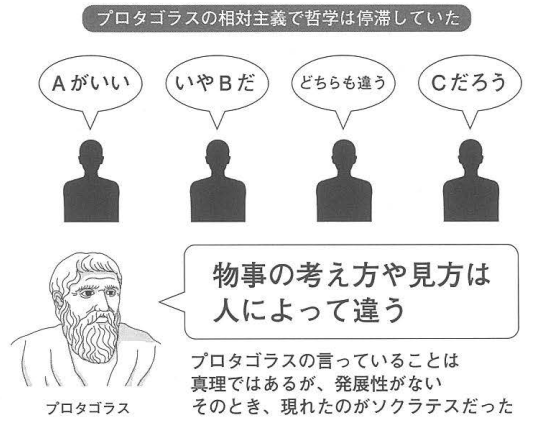 プロタゴラスの相対主義で哲学は停滞していた
Aがいい
いやBだ
どちらも違う
Cだろう
物事の考え方や見方は
人によって違う
プロタゴラスの言っていることは
真理ではあるが、発展性がない
そのとき、現れたのがソクラテスだった
プロタゴラス